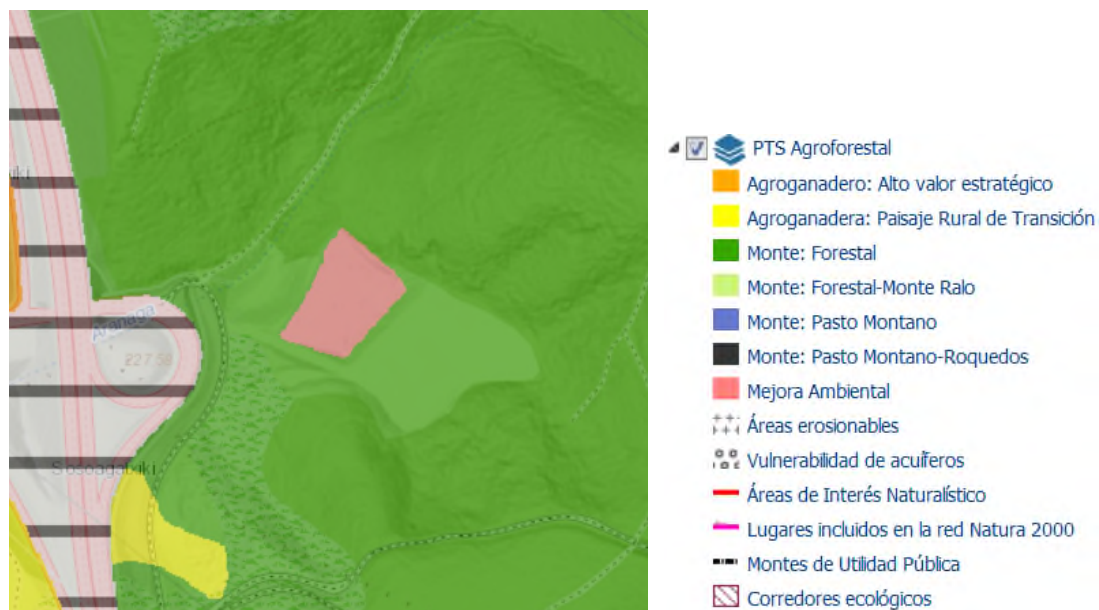 Aranaga
227.58
PTS Agroforestal
Agroganadero: Alto valor estratégico
Agroganadera: Paisaje Rural de Transición
Monte: Forestal
Monte: Forestal-Monte Ralo
Monte: Pasto Montano
Monte: Pasto Montano-Roquedos
Mejora Ambiental
Áreas erosionables
Vulnerabilidad de acuíferos
Áreas de Interés Naturalístico
Lugares incluidos en la red Natura 2000
Montes de Utilidad Pública
Corredores ecológicos